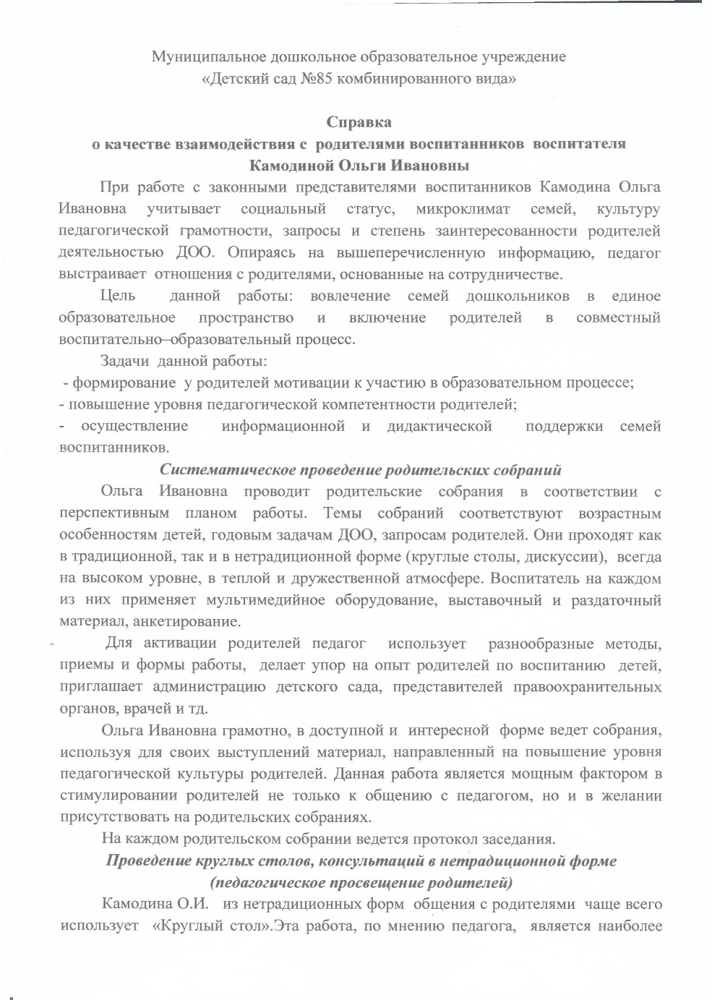 Муниципальное дошкольное образовательное учреждение
«Детский сад №85 комбинированного вида»
Справка
о качестве взаимодействия с родителями воспитанников воспитателя
Камодиной Ольги Ивановны
При работе с законными представителями воспитанников Камодина Ольга
Ивановна учитывает социальный статус, микроклимат семей, культуру
педагогической грамотности, запросы и степень заинтересованности родителей
деятельностью ДОО. Опираясь на вышеперечисленную информацию, педагог
выстраивает отношения с родителями, основанные на сотрудничестве.
Цель данной работы: вовлечение семей дошкольников в единое
образовательное пространство и включение родителей в совместный
воспитательно–образовательный процесс.
Задачи данной работы:
- формирование у родителей мотивации к участию в образовательном процессе;
- повышение уровня педагогической компетентности родителей;
- осуществление информационной и дидактической поддержки семей
воспитанников.
Систематическое проведение родительских собраний
Ольга Ивановна проводит родительские собрания в соответствии с
перспективным планом работы. Темы собраний соответствуют возрастным
особенностям детей, годовым задачам ДОО, запросам родителей. Они проходят как
в традиционной, так и в нетрадиционной форме (круглые столы, дискуссии), всегда
на высоком уровне, в теплой и дружественной атмосфере. Воспитатель на каждом
из них применяет мультимедийное оборудование, выставочный и раздаточный
материал, анкетирование.
Для активации родителей педагог использует разнообразные методы,
приемы и формы работы, делает упор на опыт родителей по воспитанию детей,
приглашает администрацию детского сада, представителей правоохранительных
органов, врачей и тд.
Ольга Ивановна грамотно, в доступной и интересной форме ведет собрания,
используя для своих выступлений материал, направленный на повышение уровня
педагогической культуры родителей. Данная работа является мощным фактором в
стимулировании родителей не только к общению с педагогом, но и в желании
присутствовать на родительских собраниях.
На каждом родительском собрании ведется протокол заседания.
Проведение круглых столов, консультаций в нетрадиционной форме
(педагогическое просвещение родителей)
Камодина О.И. из нетрадиционных форм общения с родителями чаще всего
использует «Круглый стол».Эта работа, по мнению педагога, является наиболее